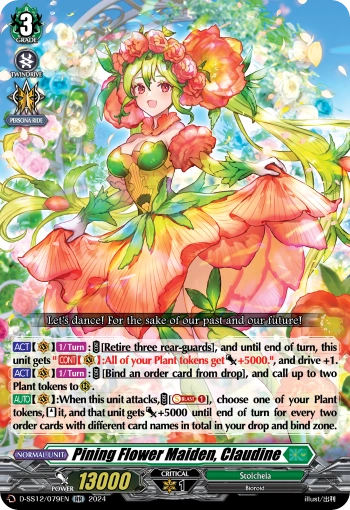 3
GRADE
TWINDRIVE
PERSONA RIDE
Let's dance! For the sake of our past and our future!
ACT【 】1/Turn : [Retire three rear-guards], and until end of turn, this
unit gets "CONT【 】:All of your Plant tokens get +5000.", and drive +1.
ACT【 】1/Turn : [Bind an order card from drop], and call up to two
Plant tokens to .
AUTO【 】:When this unit attacks, [ BLAST 1], choose one of your Plant
tokens, it, and that unit gets +5000 until end of turn for every two
order cards with different card names in total in your drop and bind zone.
NORMAL UNIT
Pining Flower Maiden, Claudine
POWER 13000
CRITICAL
1
Stoicheia
Bioroid
D-SS12/079EN RR 2024
illust/出利